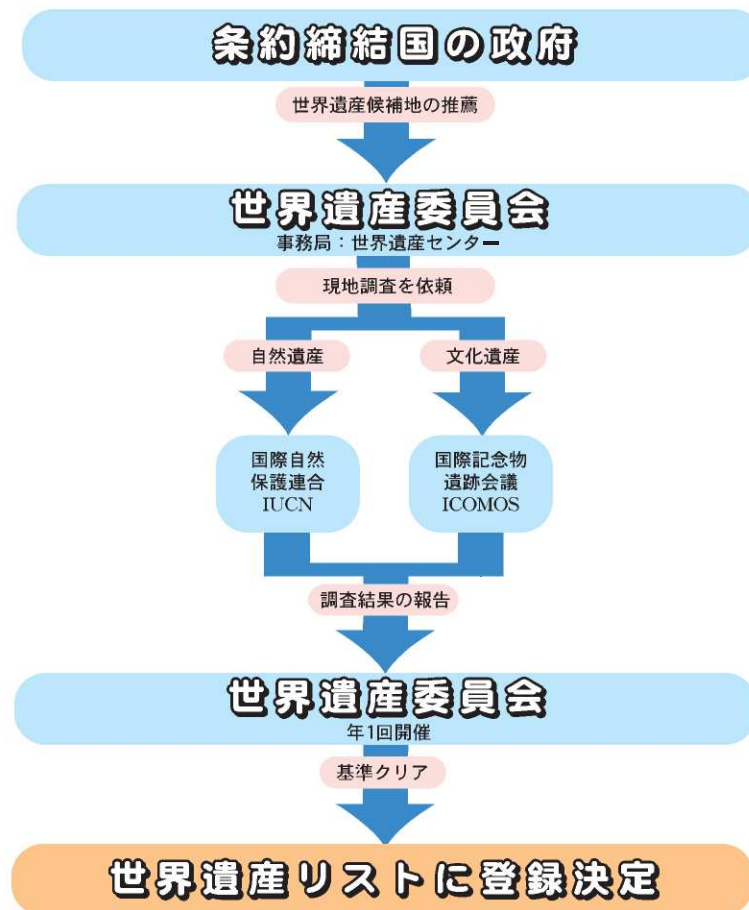 条約締結国の政府
世界遺産候補地の推薦
世界遺産委員会
事務局：世界遺産センター
現地調査を依頼
自然遺産
文化遺産
国際自然
保護連合
IUCN
国際記念物
遺跡会議
ICOMOS
調査結果の報告
世界遺産委員会
年1回開催
基準クリア
世界遺産リストに登録決定